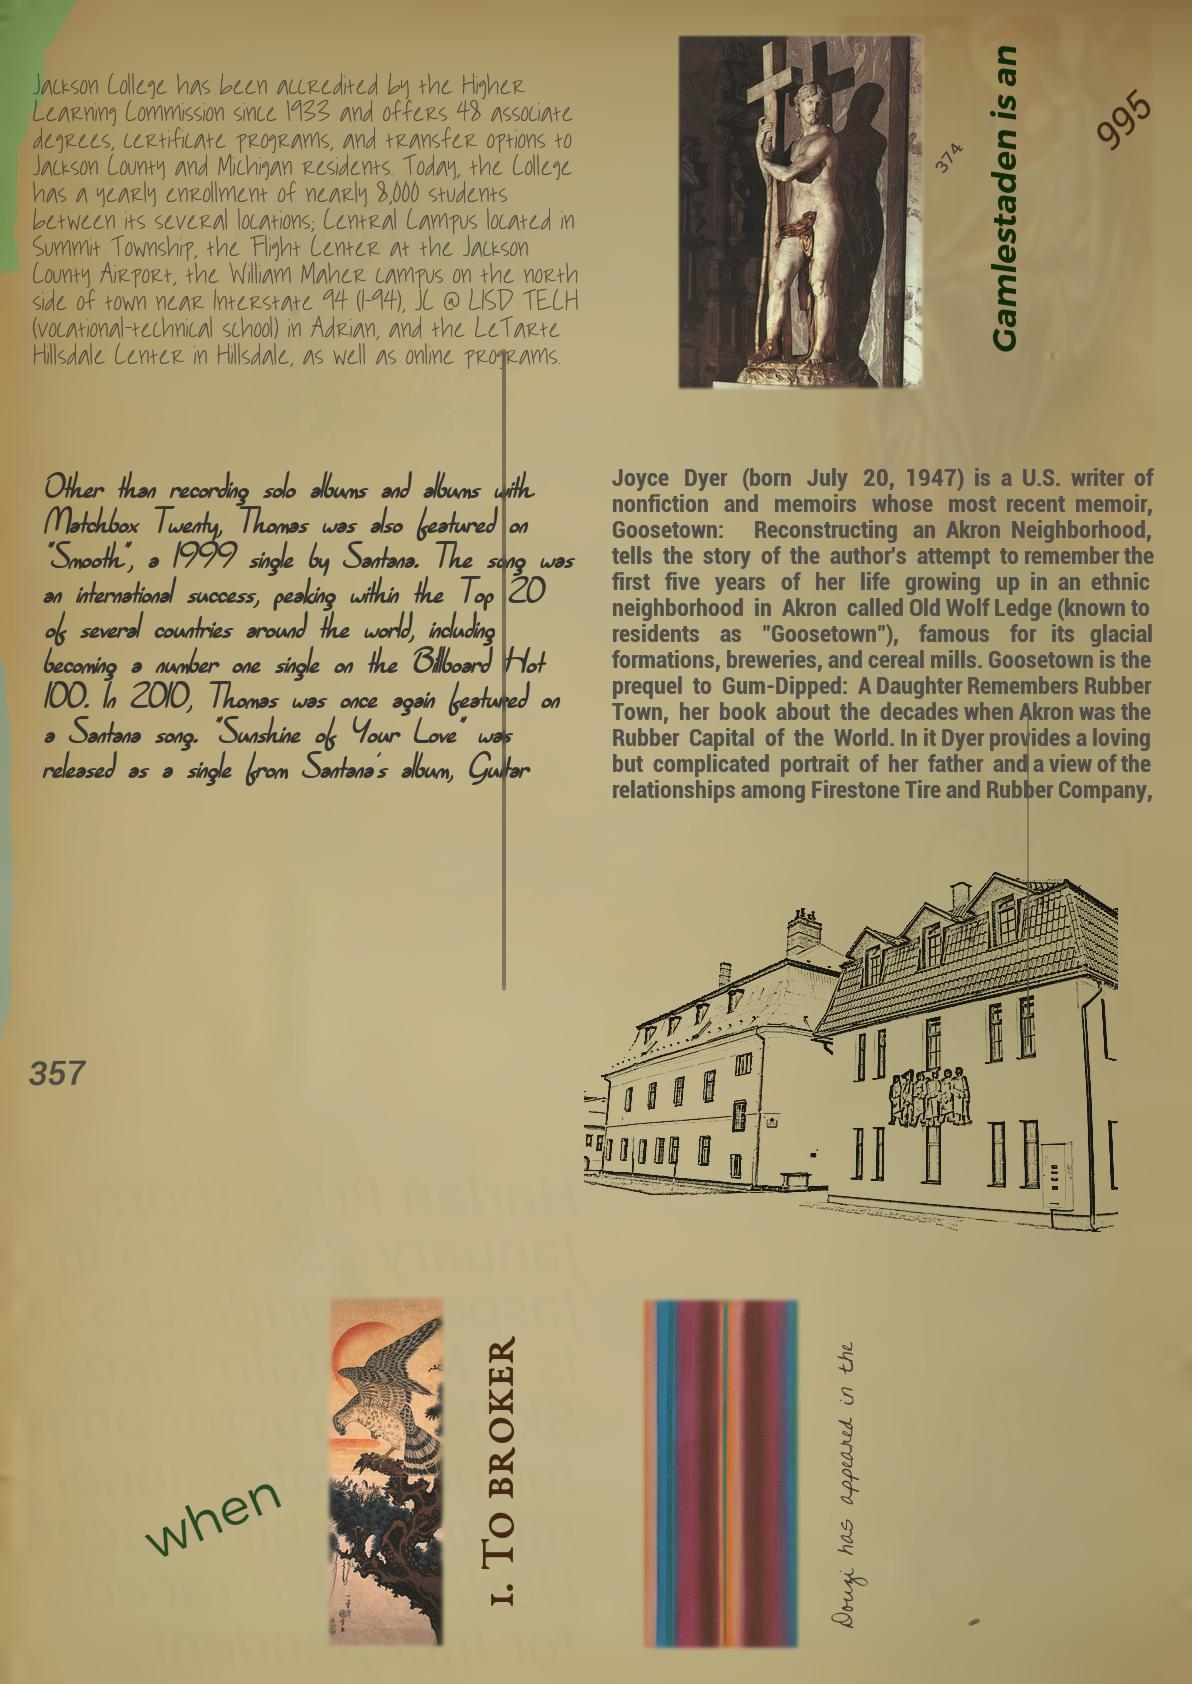 Jackson College has been accredited by the Higher
Learning Commission since 1933 and offers 48 associate
degrees, certificate programs, and transfer options to
Jackson County and Michigan residents. Today, the College
has a yearly enrollment of nearly 8,000 students
between its several locations; Central Campus located in
Summit Township, the Flight Center at the Jackson
County Airport, the William Maher campus on the north
side of town near Interstate 94 (I-94), JC @ LISD TECH
(vocational-technical school) in Adrian, and the LeTarte
Hillsdale Center in Hillsdale, as well as online programs.
374
Gamlestaden is an
995
Other than recording solo albums and albums with
Matchbox Twenty, Thomas was also featured on
"Smooth", a 1999 single by Santana. The song was
an international success, peaking within the Top 20
of several countries around the world, including
becoming a number one single on the Billboard Hot
100. In 2010, Thomas was once again featured on
a Santana song. "Sunshine of Your Love" was
released as a single from Santana's album, Guitar
Joyce Dyer (born July 20, 1947) is a U.S. writer of
nonfiction and memoirs whose most recent memoir,
Goosetown: Reconstructing an Akron Neighborhood,
tells the story of the author's attempt to remember the
first five years of her life growing up in an ethnic
neighborhood in Akron called Old Wolf Ledge (known to
residents as "Goosetown"), famous for its glacial
formations, breweries, and cereal mills. Goosetown is the
prequel to Gum-Dipped: A Daughter Remembers Rubber
Town, her book about the decades when Akron was the
Rubber Capital of the World. In it Dyer provides a loving
but complicated portrait of her father and a view of the
relationships among Firestone Tire and Rubber Company,
357
when
1. To broker
Douzi has appeared in the